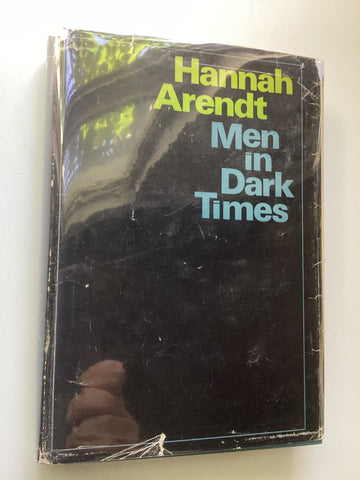 Hannah
Arendt
Men
in
Dark
Times